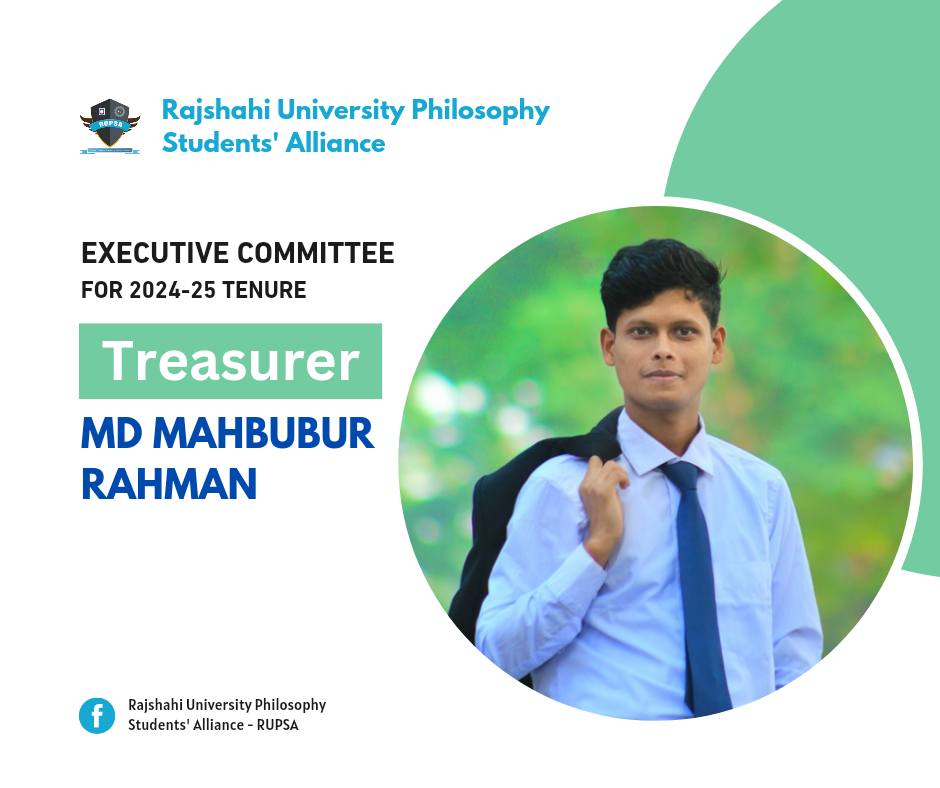 RUPSA
Rajshahi University Philosophy
Students' Alliance
EXECUTIVE COMMITTEE
FOR 2024-25 TENURE
Treasurer
MD MAHBUBUR
RAHMAN
Rajshahi University Philosophy
Students' Alliance - RUPSA